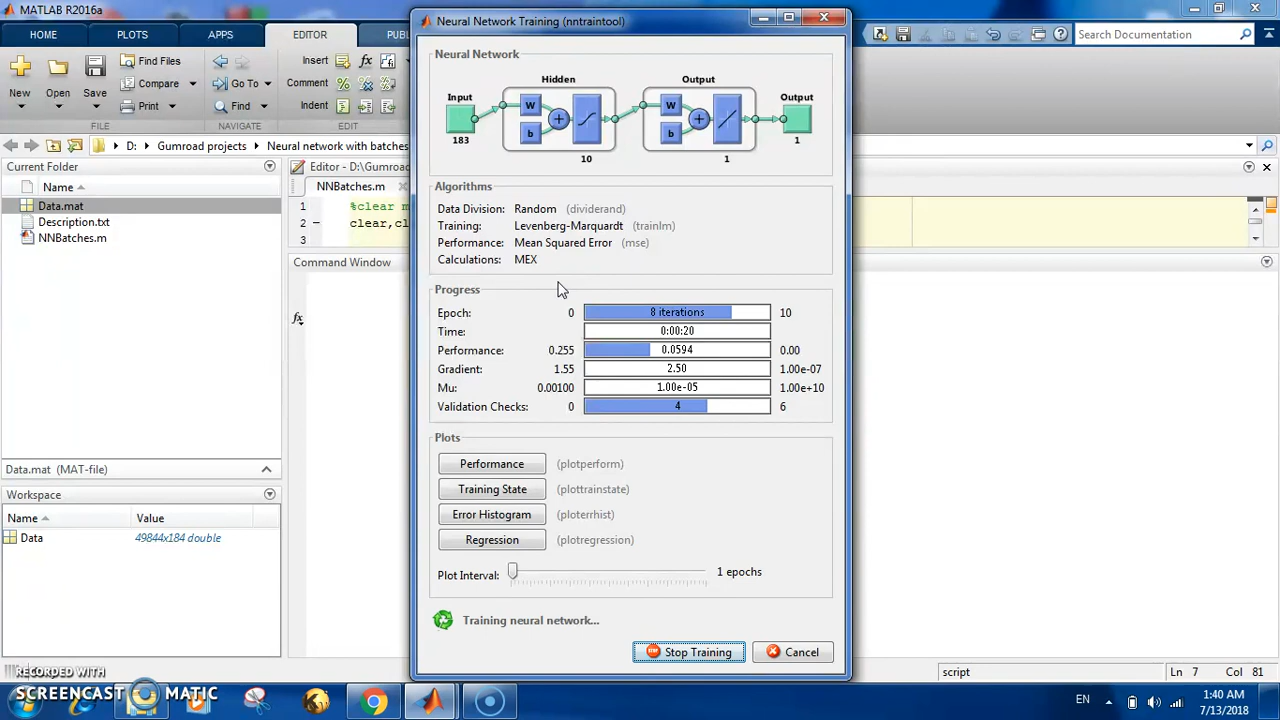 MATLAB R2016a
HOME PLOTS APPS EDITOR PUBL
Search Documentation
New Open Save
Find Files
Compare
Print
Go To
Find
Insert
Comment
Indent
FILE NAVIGATE EDIT
D: Gumroad projects Neural network with batches
Current Folder
Name
Data.mat
Description.txt
NNBatches.m
Data.mat (MAT-file)
Workspace
Name Value
Data 49844x184 double
Editor - D:\Gumroad
NNBatches.m
1 %clear m
2 clear,cl
3
Command Window
fx
Neural Network Training (nntraintool)
Neural Network
Hidden Output
Input Output
W b W b
183 10 1 1
Algorithms
Data Division: Random (dividerand)
Training: Levenberg-Marquardt (trainlm)
Performance: Mean Squared Error (mse)
Calculations: MEX
Progress
Epoch: 0 8 iterations 10
Time: 0:00:20
Performance: 0.255 0.0594 0.00
Gradient: 1.55 2.50 1.00e-07
Mu: 0.00100 1.00e-05 1.00e+10
Validation Checks: 0 4 6
Plots
Performance (plotperform)
Training State (plottrainstate)
Error Histogram (ploterrhist)
Regression (plotregression)
Plot Interval: 1 epochs
Training neural network...
Stop Training Cancel
script Ln 7 Col 81
RECORDED WITH
SCREENCAST MATIC
EN
1:40 AM
7/13/2018